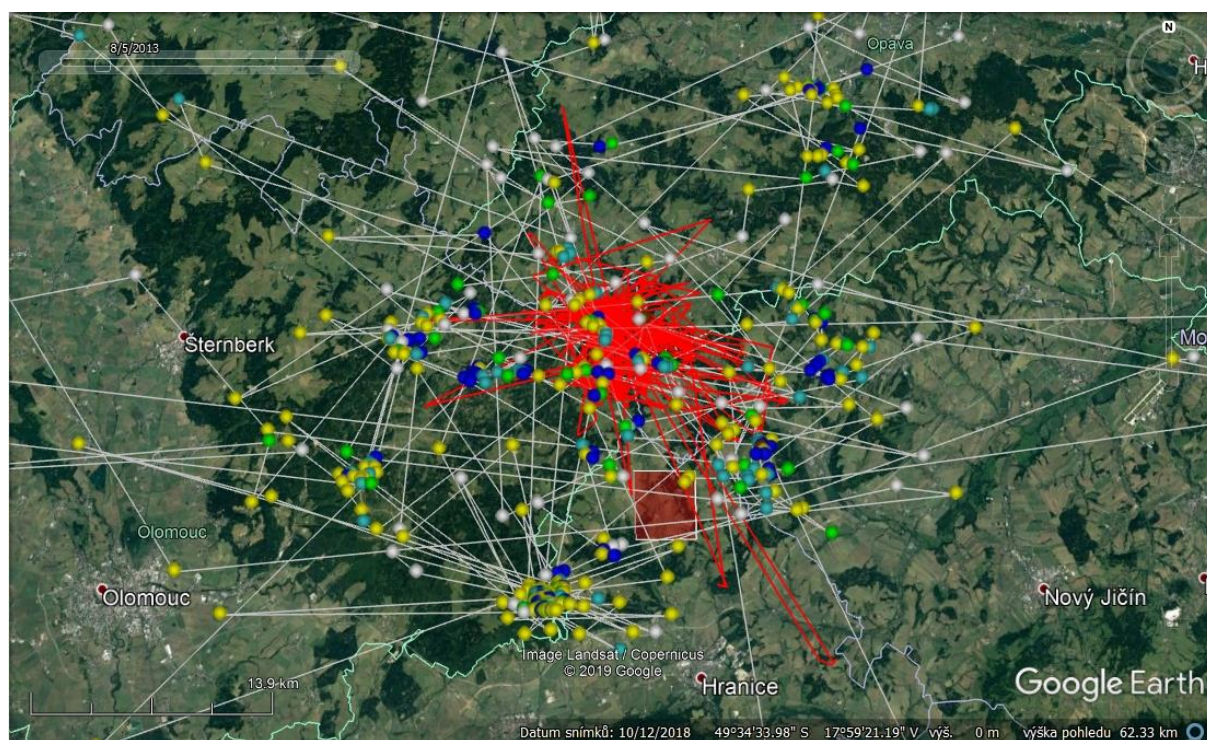 8/5/2013
N
Opava
H
Šternberk
Mo
Olomouc
Olomouc
Nový Jičín
Image Landsat / Copernicus
© 2019 Google
13.9 km
Hranice
Google Earth
Datum snímků: 10/12/2018 49°34'33.98" S 17°59'21.19" V výš. 0 m výška pohledu 62.33 km